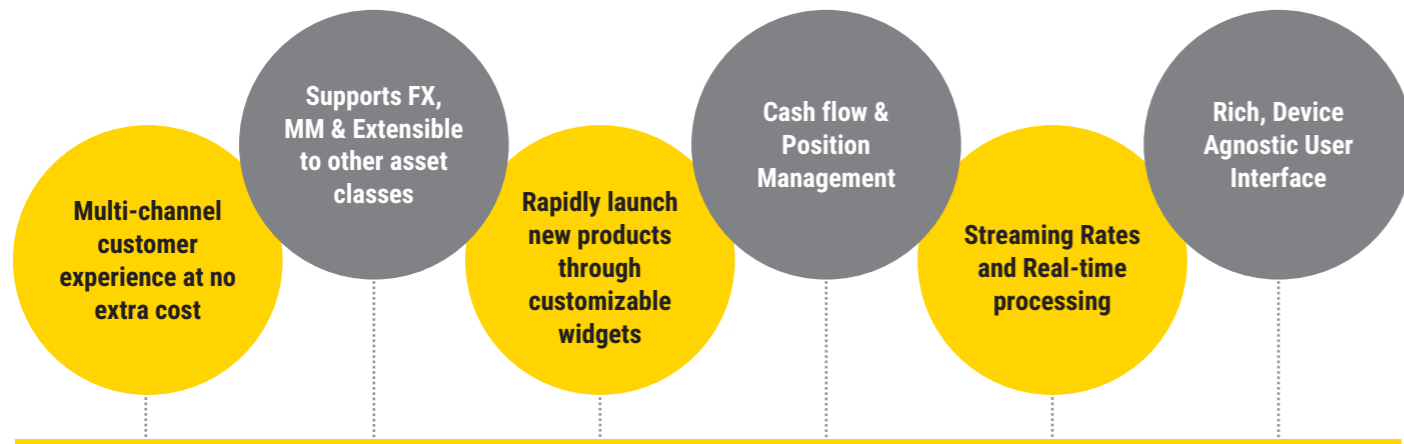 Multi-channel
customer
experience at no
extra cost
Supports FX,
MM & Extensible
to other asset
classes
Rapidly launch
new products
through
customizable
widgets
Cash flow &
Position
Management
Streaming Rates
and Real-time
processing
Rich, Device
Agnostic User
Interface